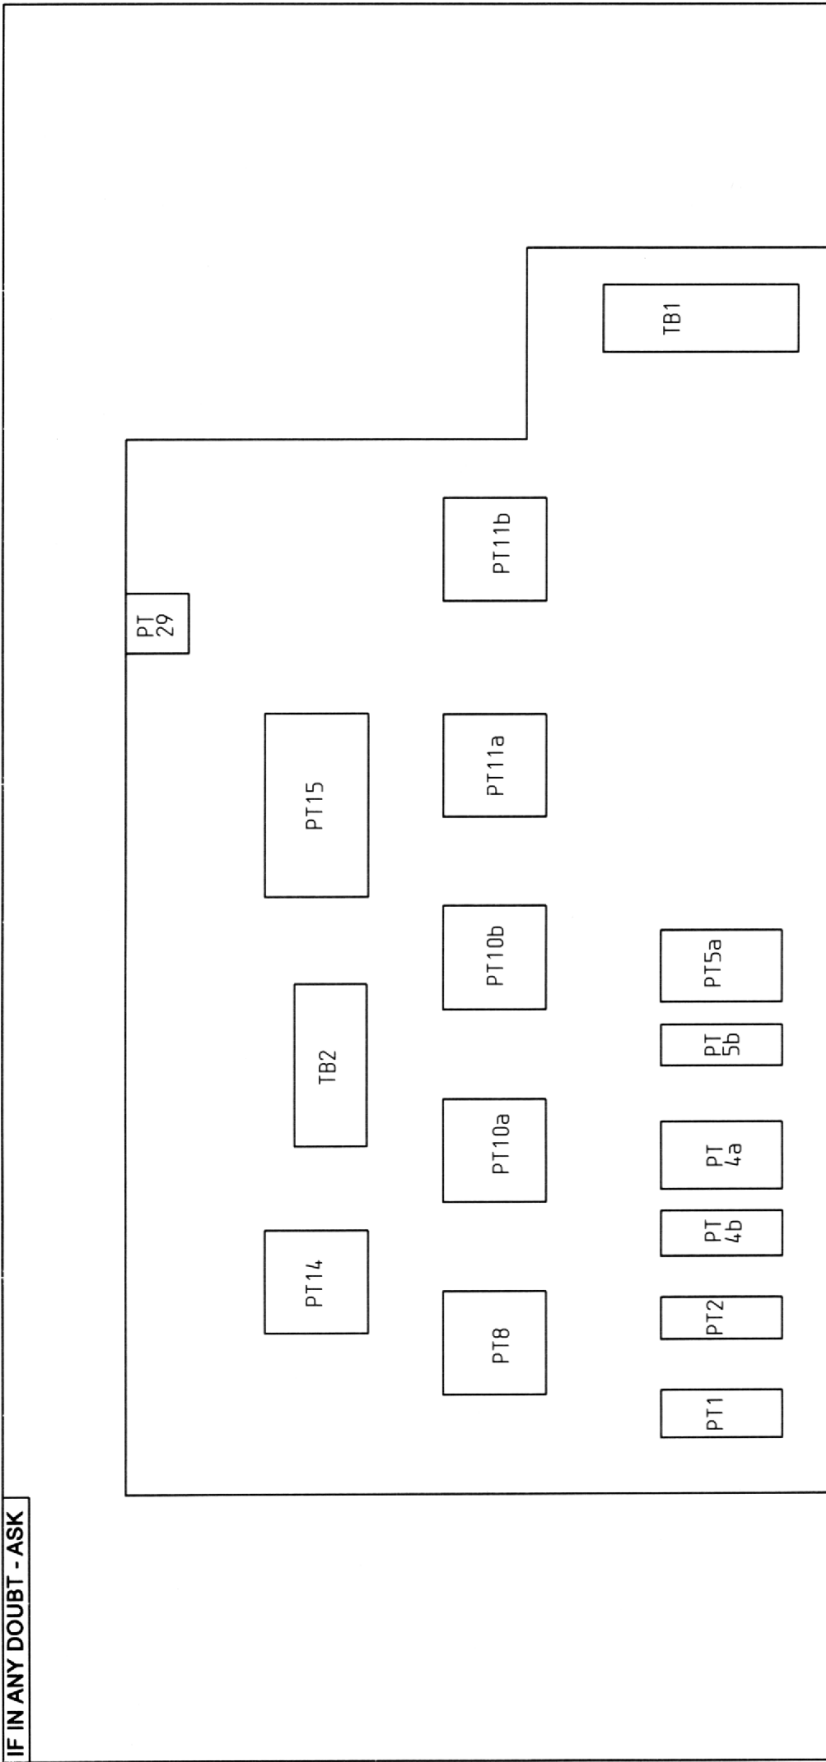 IF IN ANY DOUBT - ASK
PT
29
PT14
TB2
PT15
PT8
PT10a
PT10b
PT11a
PT11b
PT1
PT2
PT
4b
PT
4a
PT
5b
PT5a
TB1